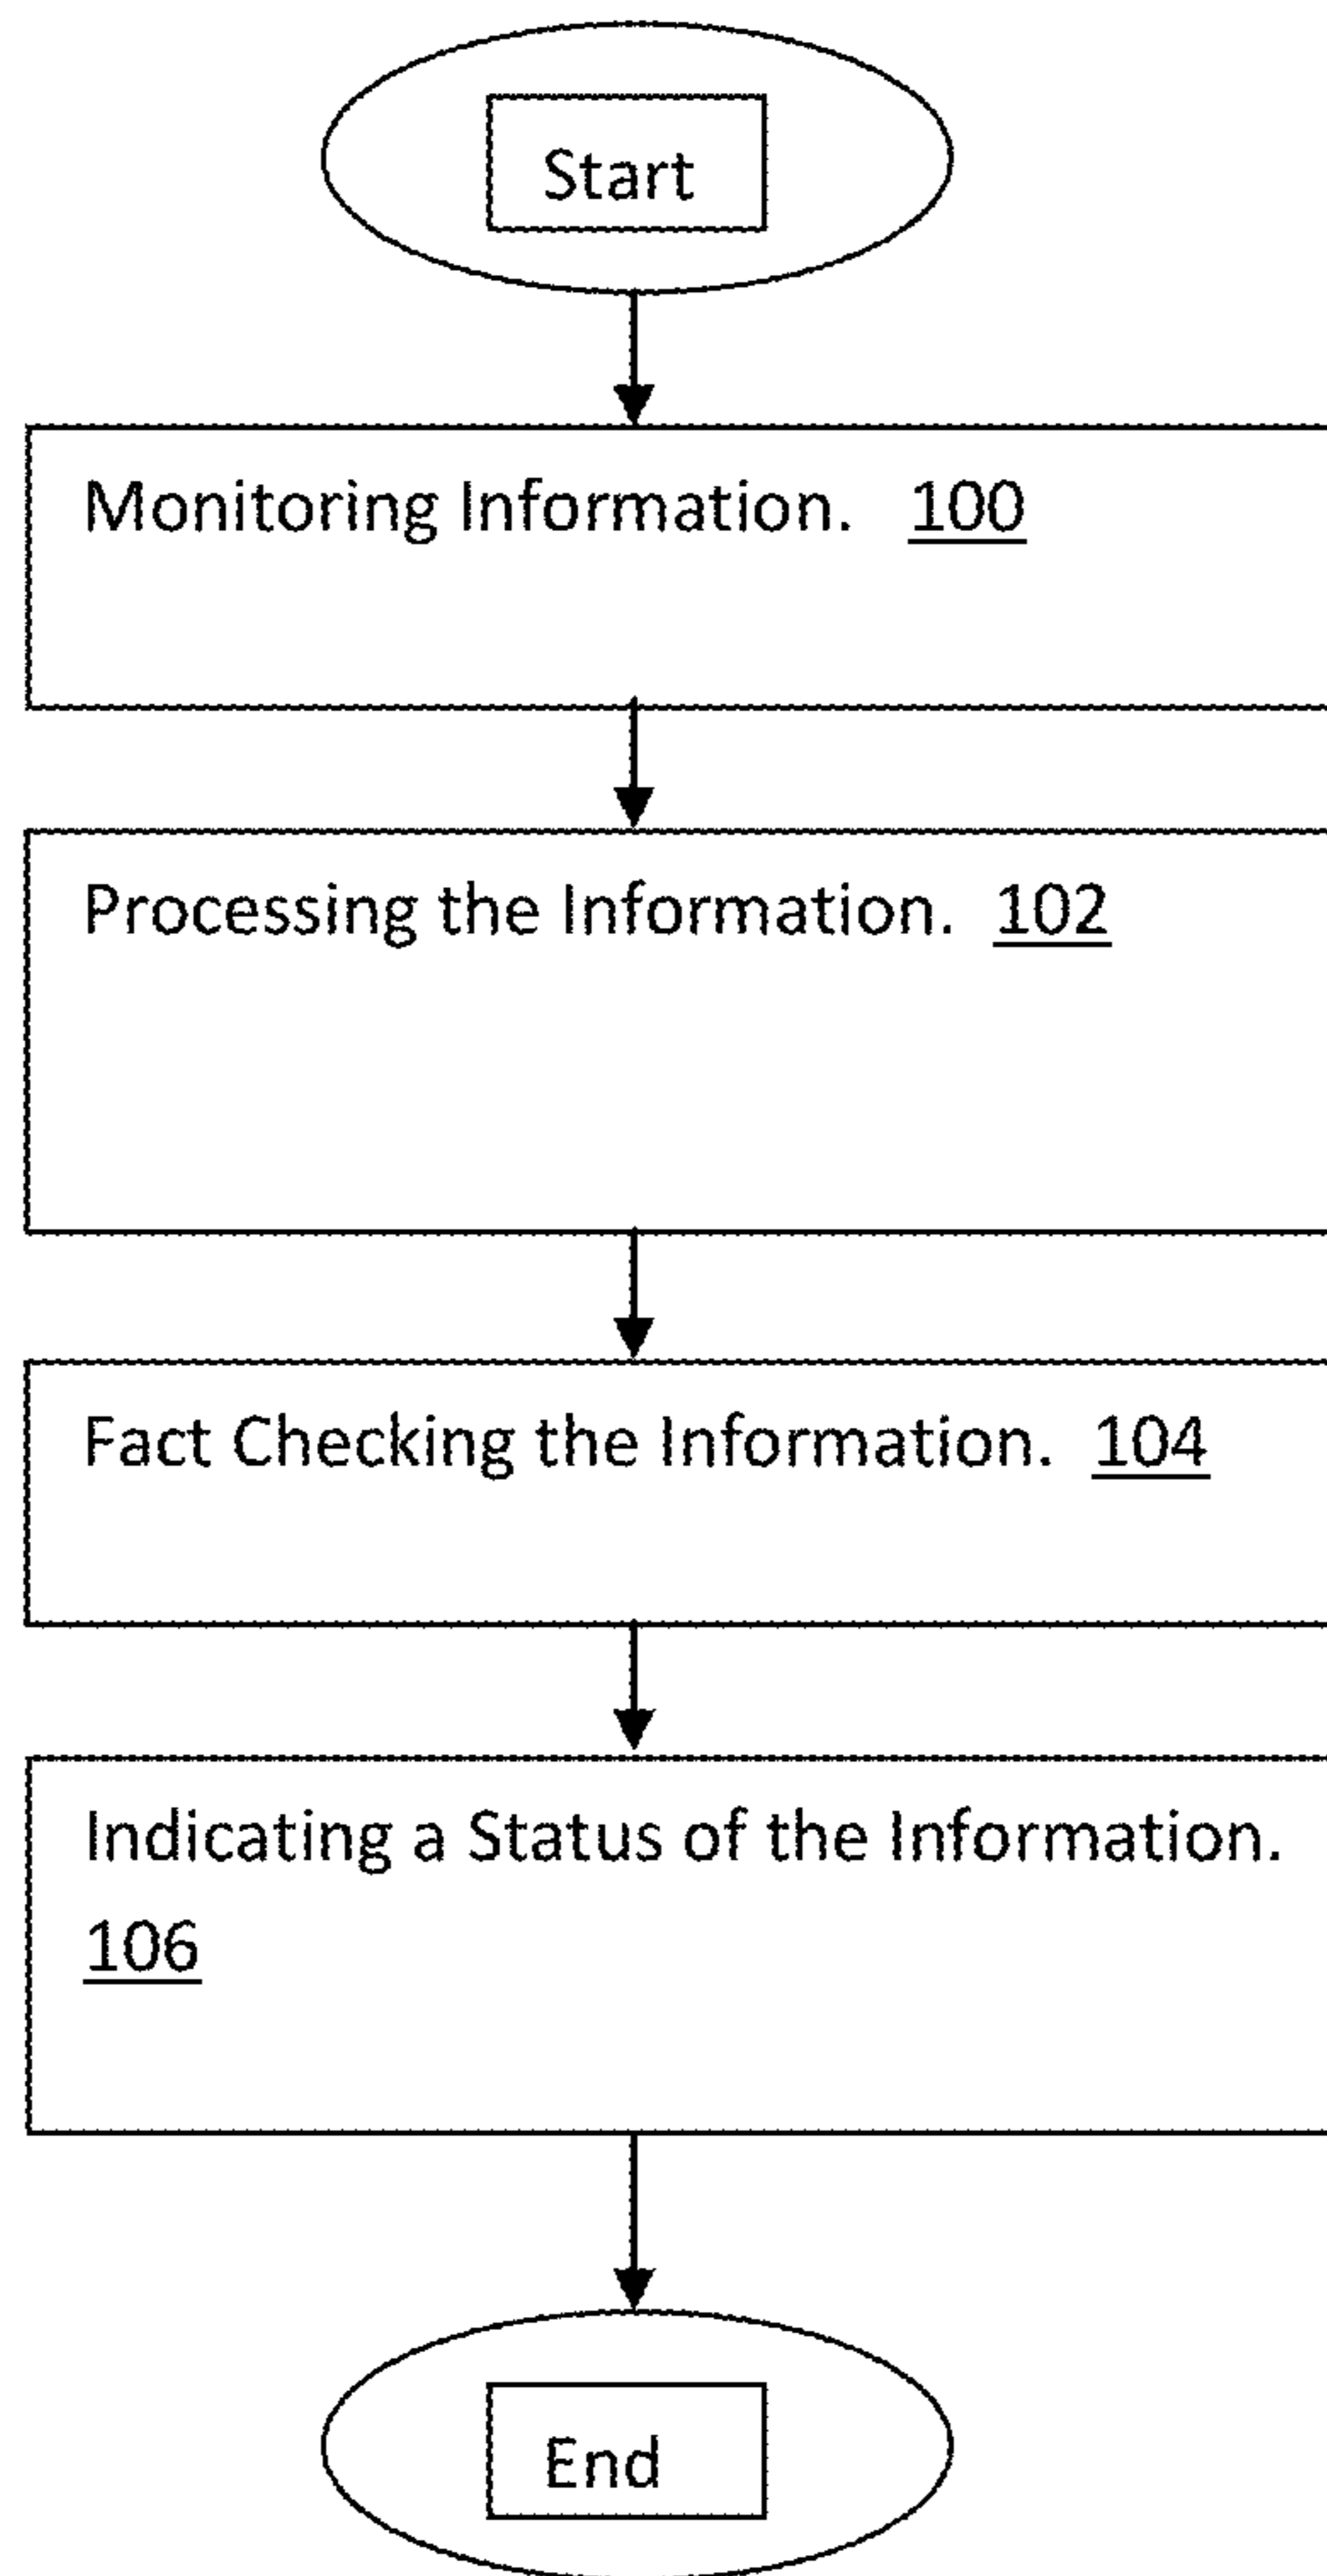 Start
Monitoring Information. 100
Processing the Information. 102
Fact Checking the Information. 104
Indicating a Status of the Information.
106
End